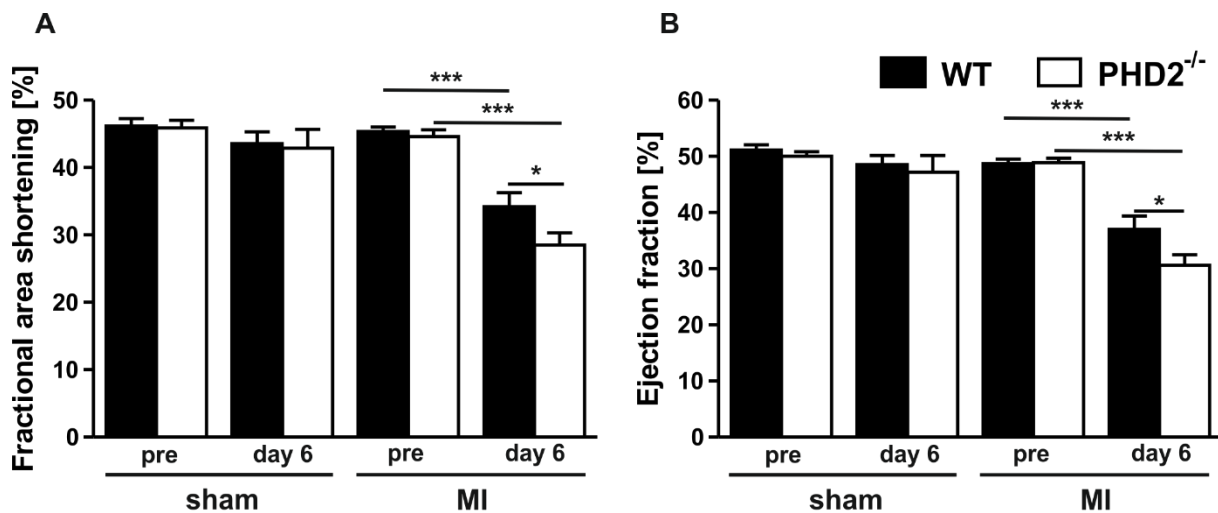 A
Fractional area shortening [%]
50
40
30
20
10
0
***
***
*
pre day 6 pre day 6
sham MI
B
WT PHD2-/-
Ejection fraction [%]
60
50
40
30
20
10
0
***
***
*
pre day 6 pre day 6
sham MI